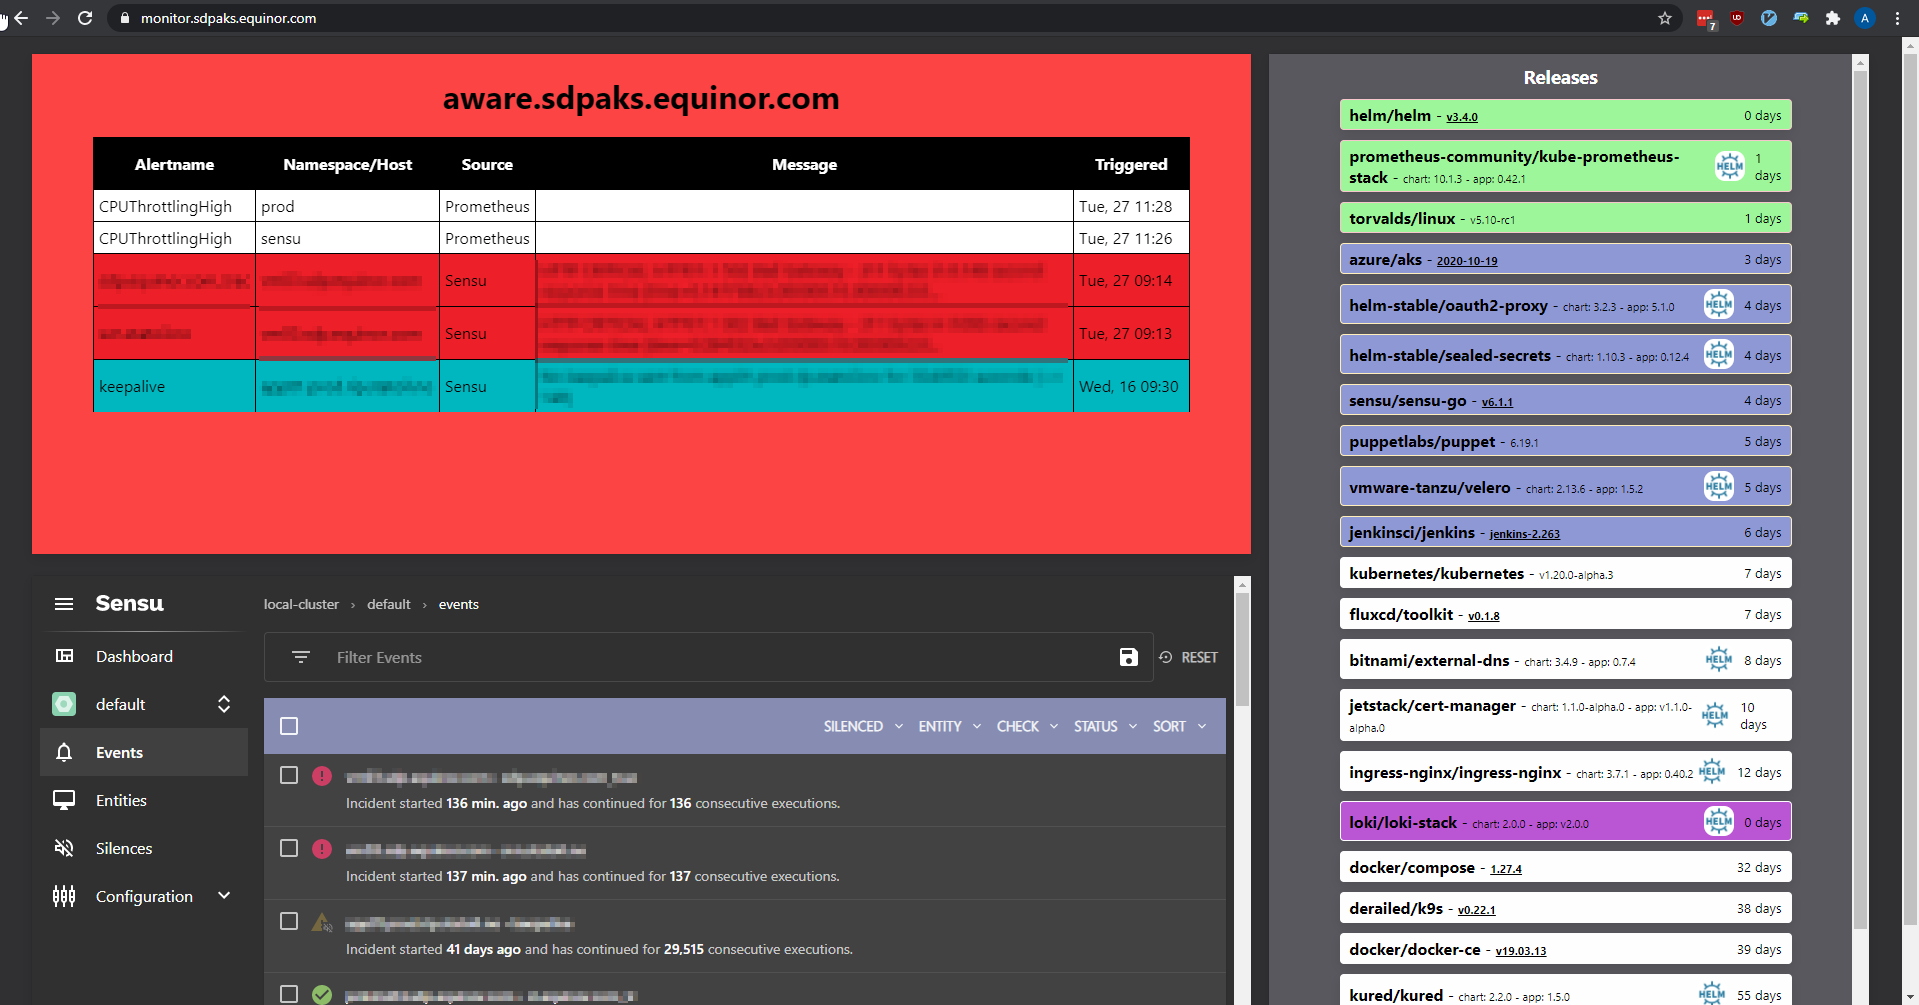 monitor.sdpaks.equinor.com
7
A
aware.sdpaks.equinor.com
Alertname Namespace/Host Source Message Triggered
CPUThrottlingHigh prod Prometheus Tue, 27 11:28
CPUThrottlingHigh sensu Prometheus Tue, 27 11:26
Sensu Tue, 27 09:14
Sensu Tue, 27 09:13
keepalive Sensu Wed, 16 09:30
Sensu
Dashboard
default
Events
Entities
Silences
Configuration
local-cluster › default › events
Filter Events RESET
SILENCED ENTITY CHECK STATUS SORT
Incident started 136 min. ago and has continued for 136 consecutive executions.
Incident started 137 min. ago and has continued for 137 consecutive executions.
Incident started 41 days ago and has continued for 29,515 consecutive executions.
Releases
helm/helm - v3.4.0 0 days
prometheus-community/kube-prometheus-
stack - chart: 10.1.3 - app: 0.42.1 HELM 1 days
torvalds/linux - v5.10-rc1 1 days
azure/aks - 2020-10-19 3 days
helm-stable/oauth2-proxy - chart: 3.2.3 - app: 5.1.0 HELM 4 days
helm-stable/sealed-secrets - chart: 1.10.3 - app: 0.12.4 HELM 4 days
sensu/sensu-go - v6.1.1 4 days
puppetlabs/puppet - 6.19.1 5 days
vmware-tanzu/velero - chart: 2.13.6 - app: 1.5.2 HELM 5 days
jenkinsci/jenkins - jenkins-2.263 6 days
kubernetes/kubernetes - v1.20.0-alpha.3 7 days
fluxcd/toolkit - v0.1.8 7 days
bitnami/external-dns - chart: 3.4.9 - app: 0.7.4 HELM 8 days
jetstack/cert-manager - chart: 1.1.0-alpha.0 - app: v1.1.0-
alpha.0 HELM 10 days
ingress-nginx/ingress-nginx - chart: 3.7.1 - app: 0.40.2 HELM 12 days
loki/loki-stack - chart: 2.0.0 - app: v2.0.0 HELM 0 days
docker/compose - 1.27.4 32 days
derailed/k9s - v0.22.1 38 days
docker/docker-ce - v19.03.13 39 days
kured/kured - chart: 2.2.0 - app: 1.5.0 HELM 55 days